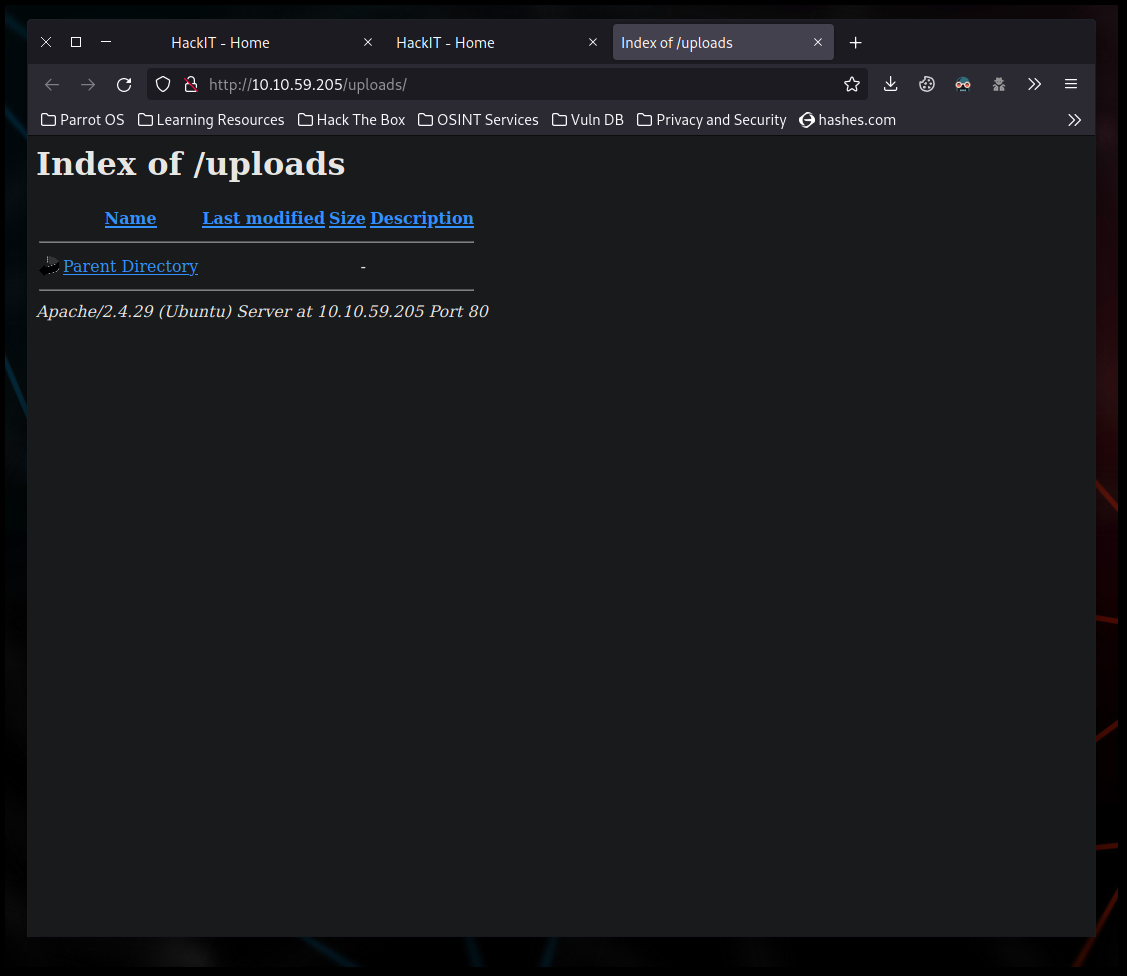 HackIT - Home HackIT - Home Index of /uploads
http://10.10.59.205/uploads/
Parrot OS Learning Resources Hack The Box OSINT Services Vuln DB Privacy and Security hashes.com
Index of /uploads
Name Last modified Size Description
Parent Directory -
Apache/2.4.29 (Ubuntu) Server at 10.10.59.205 Port 80